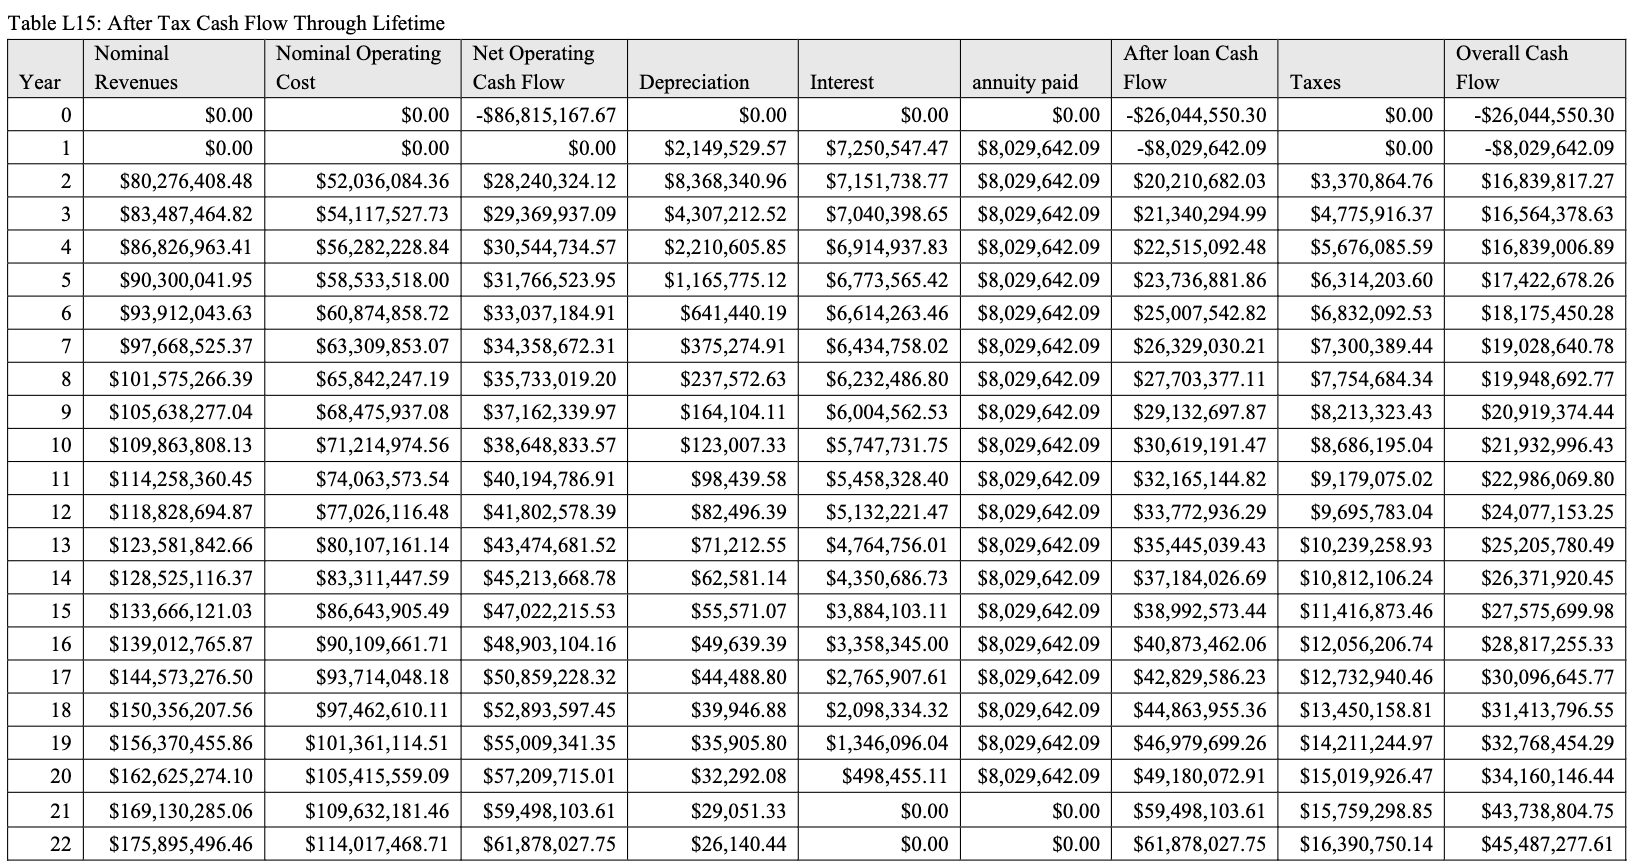 Table L15: After Tax Cash Flow Through Lifetime
Year Nominal Revenues Nominal Operating Cost Net Operating Cash Flow Depreciation Interest annuity paid After loan Cash Flow Taxes Overall Cash Flow
0 $0.00 $0.00 -$86,815,167.67 $0.00 $0.00 $0.00 -$26,044,550.30 $0.00 -$26,044,550.30
1 $0.00 $0.00 $0.00 $2,149,529.57 $7,250,547.47 $8,029,642.09 -$8,029,642.09 $0.00 -$8,029,642.09
2 $80,276,408.48 $52,036,084.36 $28,240,324.12 $8,368,340.96 $7,151,738.77 $8,029,642.09 $20,210,682.03 $3,370,864.76 $16,839,817.27
3 $83,487,464.82 $54,117,527.73 $29,369,937.09 $4,307,212.52 $7,040,398.65 $8,029,642.09 $21,340,294.99 $4,775,916.37 $16,564,378.63
4 $86,826,963.41 $56,282,228.84 $30,544,734.57 $2,210,605.85 $6,914,937.83 $8,029,642.09 $22,515,092.48 $5,676,085.59 $16,839,006.89
5 $90,300,041.95 $58,533,518.00 $31,766,523.95 $1,165,775.12 $6,773,565.42 $8,029,642.09 $23,736,881.86 $6,314,203.60 $17,422,678.26
6 $93,912,043.63 $60,874,858.72 $33,037,184.91 $641,440.19 $6,614,263.46 $8,029,642.09 $25,007,542.82 $6,832,092.53 $18,175,450.28
7 $97,668,525.37 $63,309,853.07 $34,358,672.31 $375,274.91 $6,434,758.02 $8,029,642.09 $26,329,030.21 $7,300,389.44 $19,028,640.78
8 $101,575,266.39 $65,842,247.19 $35,733,019.20 $237,572.63 $6,232,486.80 $8,029,642.09 $27,703,377.11 $7,754,684.34 $19,948,692.77
9 $105,638,277.04 $68,475,937.08 $37,162,339.97 $164,104.11 $6,004,562.53 $8,029,642.09 $29,132,697.87 $8,213,323.43 $20,919,374.44
10 $109,863,808.13 $71,214,974.56 $38,648,833.57 $123,007.33 $5,747,731.75 $8,029,642.09 $30,619,191.47 $8,686,195.04 $21,932,996.43
11 $114,258,360.45 $74,063,573.54 $40,194,786.91 $98,439.58 $5,458,328.40 $8,029,642.09 $32,165,144.82 $9,179,075.02 $22,986,069.80
12 $118,828,694.87 $77,026,116.48 $41,802,578.39 $82,496.39 $5,132,221.47 $8,029,642.09 $33,772,936.29 $9,695,783.04 $24,077,153.25
13 $123,581,842.66 $80,107,161.14 $43,474,681.52 $71,212.55 $4,764,756.01 $8,029,642.09 $35,445,039.43 $10,239,258.93 $25,205,780.49
14 $128,525,116.37 $83,311,447.59 $45,213,668.78 $62,581.14 $4,350,686.73 $8,029,642.09 $37,184,026.69 $10,812,106.24 $26,371,920.45
15 $133,666,121.03 $86,643,905.49 $47,022,215.53 $55,571.07 $3,884,103.11 $8,029,642.09 $38,992,573.44 $11,416,873.46 $27,575,699.98
16 $139,012,765.87 $90,109,661.71 $48,903,104.16 $49,639.39 $3,358,345.00 $8,029,642.09 $40,873,462.06 $12,056,206.74 $28,817,255.33
17 $144,573,276.50 $93,714,048.18 $50,859,228.32 $44,488.80 $2,765,907.61 $8,029,642.09 $42,829,586.23 $12,732,940.46 $30,096,645.77
18 $150,356,207.56 $97,462,610.11 $52,893,597.45 $39,946.88 $2,098,334.32 $8,029,642.09 $44,863,955.36 $13,450,158.81 $31,413,796.55
19 $156,370,455.86 $101,361,114.51 $55,009,341.35 $35,905.80 $1,346,096.04 $8,029,642.09 $46,979,699.26 $14,211,244.97 $32,768,454.29
20 $162,625,274.10 $105,415,559.09 $57,209,715.01 $32,292.08 $498,455.11 $8,029,642.09 $49,180,072.91 $15,019,926.47 $34,160,146.44
21 $169,130,285.06 $109,632,181.46 $59,498,103.61 $29,051.33 $0.00 $0.00 $59,498,103.61 $15,759,298.85 $43,738,804.75
22 $175,895,496.46 $114,017,468.71 $61,878,027.75 $26,140.44 $0.00 $0.00 $61,878,027.75 $16,390,750.14 $45,487,277.61